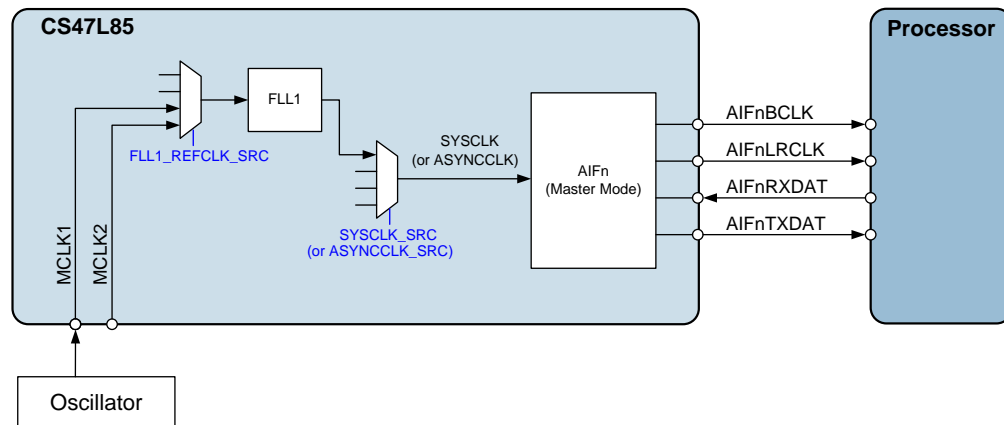 CS47L85
Processor
FLL1
FLL1_REFCLK_SRC
SYSCLK
(or ASYNCCLK)
SYSCLK_SRC
(or ASYNCCLK_SRC)
AIFn
(Master Mode)
AIFnBCLK
AIFnLRCLK
AIFnRXDAT
AIFnTXDAT
MCLK1
MCLK2
Oscillator